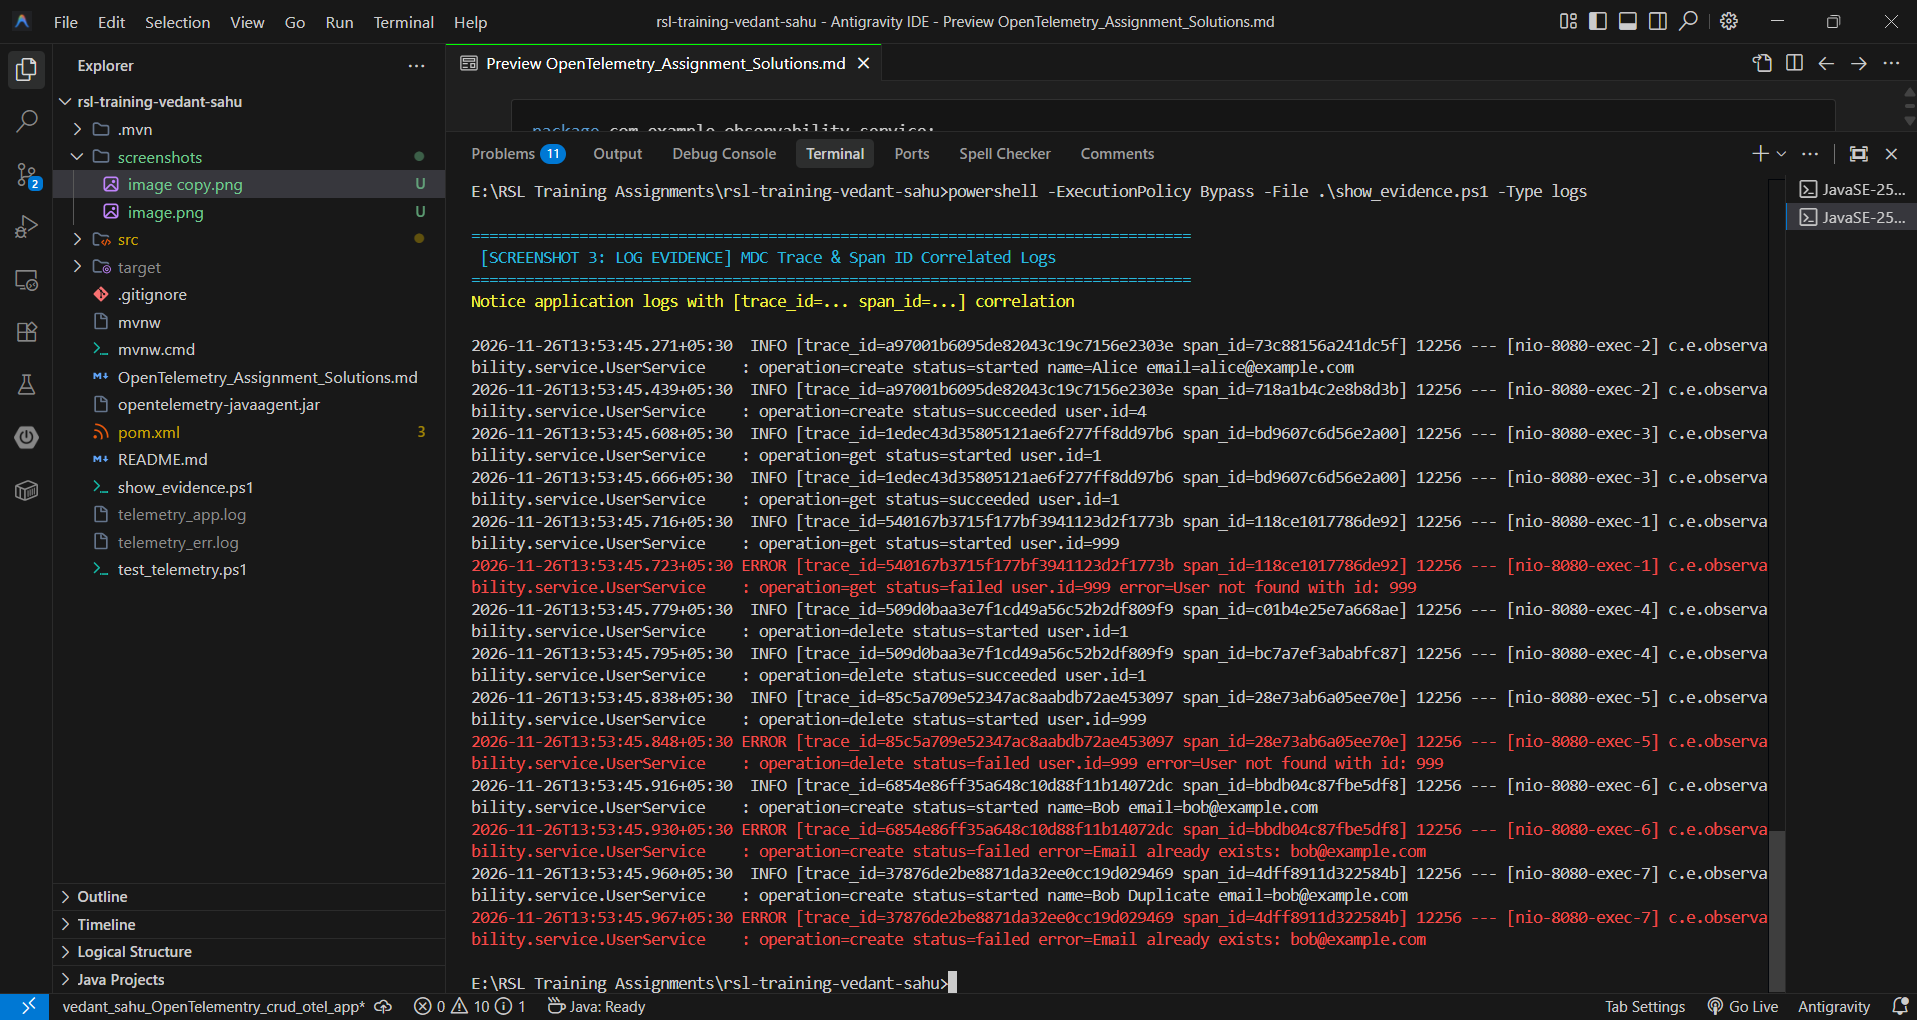 File Edit Selection View Go Run Terminal Help
rsl-training-vedant-sahu - Antigravity IDE - Preview OpenTelemetry_Assignment_Solutions.md
Explorer
rsl-training-vedant-sahu
.mvn
screenshots
image copy.png U
image.png U
src
target
.gitignore
mvnw
mvnw.cmd
OpenTelemetry_Assignment_Solutions.md
opentelemetry-javaagent.jar
pom.xml 3
README.md
show_evidence.ps1
telemetry_app.log
telemetry_err.log
test_telemetry.ps1
Outline
Timeline
Logical Structure
Java Projects
2
Preview OpenTelemetry_Assignment_Solutions.md
package com.example.observability.service;
Problems 11 Output Debug Console Terminal Ports Spell Checker Comments
JavaSE-25...
JavaSE-25...
E:\RSL Training Assignments\rsl-training-vedant-sahu>powershell -ExecutionPolicy Bypass -File .\show_evidence.ps1 -Type logs
================================================================================
[SCREENSHOT 3: LOG EVIDENCE] MDC Trace & Span ID Correlated Logs
================================================================================
Notice application logs with [trace_id=... span_id=...] correlation
2026-11-26T13:53:45.271+05:30  INFO [trace_id=a97001b6095de82043c19c7156e2303e span_id=73c88156a241dc5f] 12256 --- [nio-8080-exec-2] c.e.observa
bility.service.UserService    : operation=create status=started name=Alice email=alice@example.com
2026-11-26T13:53:45.439+05:30  INFO [trace_id=a97001b6095de82043c19c7156e2303e span_id=718a1b4c2e8b8d3b] 12256 --- [nio-8080-exec-2] c.e.observa
bility.service.UserService    : operation=create status=succeeded user.id=4
2026-11-26T13:53:45.608+05:30  INFO [trace_id=1edec43d35805121ae6f277ff8dd97b6 span_id=bd9607c6d56e2a00] 12256 --- [nio-8080-exec-3] c.e.observa
bility.service.UserService    : operation=get status=started user.id=1
2026-11-26T13:53:45.666+05:30  INFO [trace_id=1edec43d35805121ae6f277ff8dd97b6 span_id=bd9607c6d56e2a00] 12256 --- [nio-8080-exec-3] c.e.observa
bility.service.UserService    : operation=get status=succeeded user.id=1
2026-11-26T13:53:45.716+05:30  INFO [trace_id=540167b3715f177bf3941123d2f1773b span_id=118ce1017786de92] 12256 --- [nio-8080-exec-1] c.e.observa
bility.service.UserService    : operation=get status=started user.id=999
2026-11-26T13:53:45.723+05:30 ERROR [trace_id=540167b3715f177bf3941123d2f1773b span_id=118ce1017786de92] 12256 --- [nio-8080-exec-1] c.e.observa
bility.service.UserService    : operation=get status=failed user.id=999 error=User not found with id: 999
2026-11-26T13:53:45.779+05:30  INFO [trace_id=509d0baa3e7f1cd49a56c52b2df809f9 span_id=c01b4e25e7a668ae] 12256 --- [nio-8080-exec-4] c.e.observa
bility.service.UserService    : operation=delete status=started user.id=1
2026-11-26T13:53:45.795+05:30  INFO [trace_id=509d0baa3e7f1cd49a56c52b2df809f9 span_id=bc7a7ef3ababfc87] 12256 --- [nio-8080-exec-4] c.e.observa
bility.service.UserService    : operation=delete status=succeeded user.id=1
2026-11-26T13:53:45.838+05:30  INFO [trace_id=85c5a709e52347ac8aabdb72ae453097 span_id=28e73ab6a05ee70e] 12256 --- [nio-8080-exec-5] c.e.observa
bility.service.UserService    : operation=delete status=started user.id=999
2026-11-26T13:53:45.848+05:30 ERROR [trace_id=85c5a709e52347ac8aabdb72ae453097 span_id=28e73ab6a05ee70e] 12256 --- [nio-8080-exec-5] c.e.observa
bility.service.UserService    : operation=delete status=failed user.id=999 error=User not found with id: 999
2026-11-26T13:53:45.916+05:30  INFO [trace_id=6854e86ff35a648c10d88f11b14072dc span_id=bbdb04c87fbe5df8] 12256 --- [nio-8080-exec-6] c.e.observa
bility.service.UserService    : operation=create status=started name=Bob email=bob@example.com
2026-11-26T13:53:45.930+05:30 ERROR [trace_id=6854e86ff35a648c10d88f11b14072dc span_id=bbdb04c87fbe5df8] 12256 --- [nio-8080-exec-6] c.e.observa
bility.service.UserService    : operation=create status=failed error=Email already exists: bob@example.com
2026-11-26T13:53:45.960+05:30  INFO [trace_id=37876de2be8871da32ee0cc19d029469 span_id=4dff8911d322584b] 12256 --- [nio-8080-exec-7] c.e.observa
bility.service.UserService    : operation=create status=started name=Bob Duplicate email=bob@example.com
2026-11-26T13:53:45.967+05:30 ERROR [trace_id=37876de2be8871da32ee0cc19d029469 span_id=4dff8911d322584b] 12256 --- [nio-8080-exec-7] c.e.observa
bility.service.UserService    : operation=create status=failed error=Email already exists: bob@example.com
E:\RSL Training Assignments\rsl-training-vedant-sahu>
vedant_sahu_OpenTelementry_crud_otel_app* 0 10 1 Java: Ready Tab Settings Go Live Antigravity